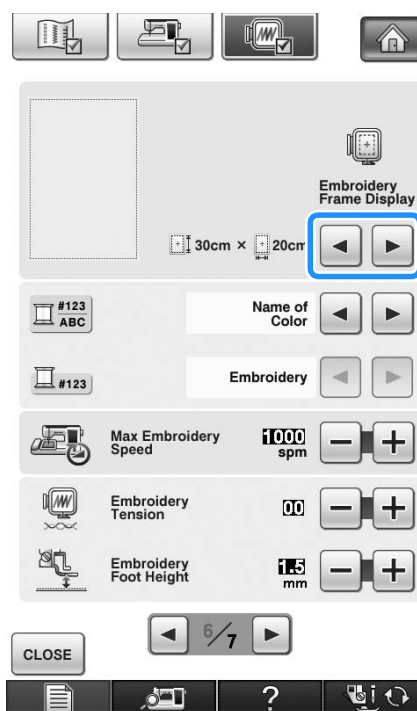 Embroidery
Frame Display
30cm × 20cm
#123
ABC
Name of
Color
#123
Embroidery
Max Embroidery
Speed
1000
spm
Embroidery
Tension
00
Embroidery
Foot Height
1.5
mm
CLOSE
6/7
?